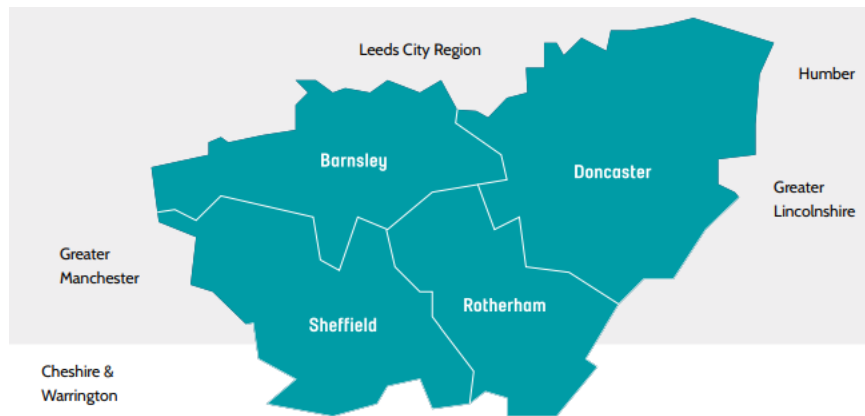 Leeds City Region
Humber
Barnsley
Doncaster
Greater
Lincolnshire
Greater
Manchester
Rotherham
Sheffield
Cheshire &
Warrington